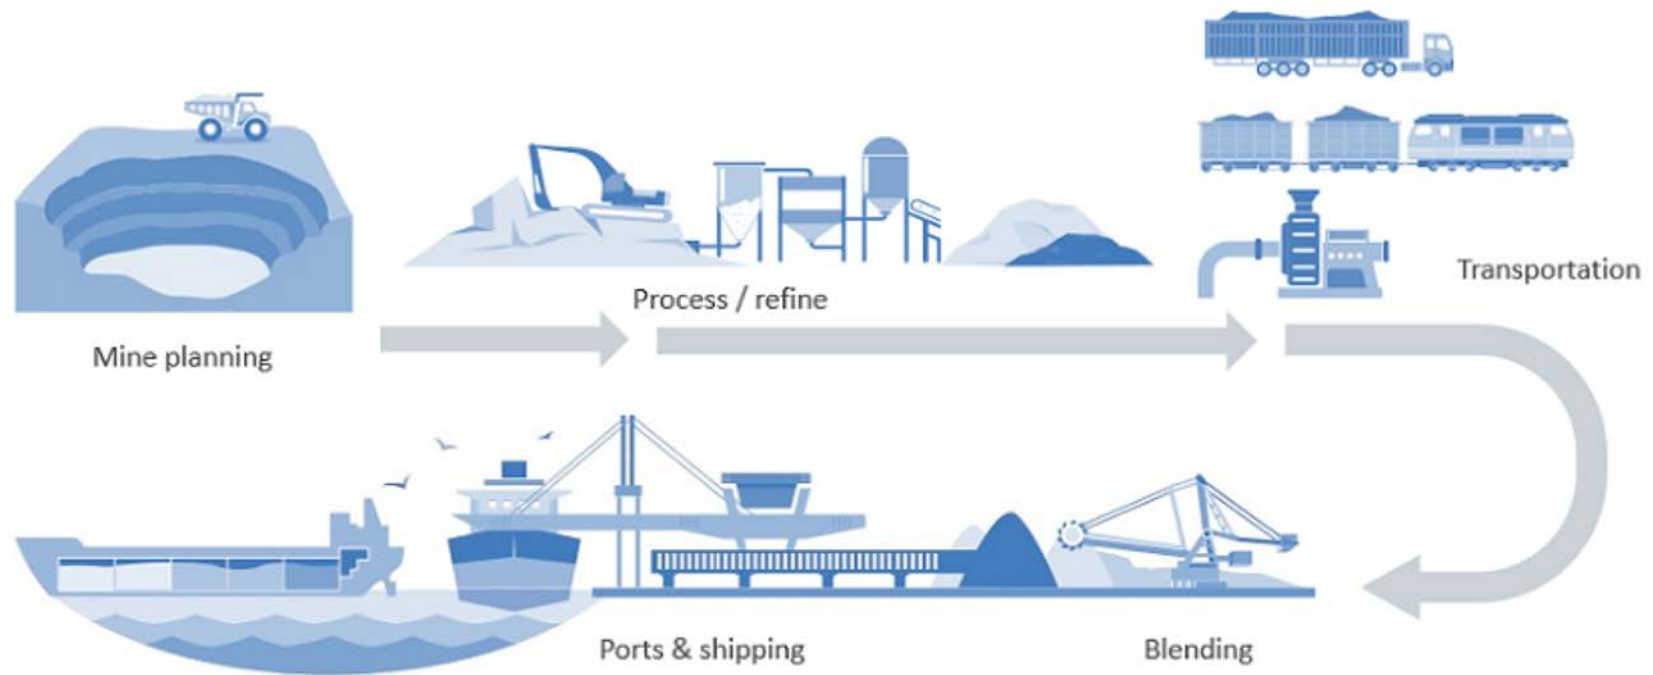 Mine planning
Process / refine
Transportation
Blending
Ports & shipping